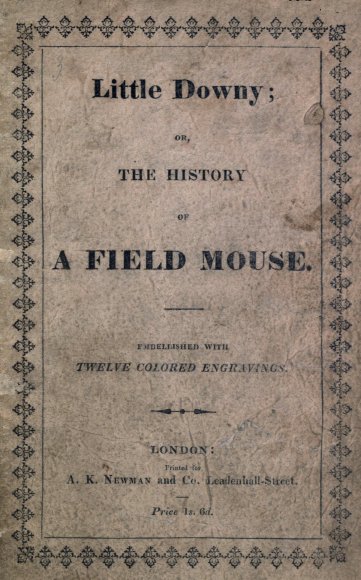 Little Downy;
OR,
THE HISTORY
OF
A FIELD MOUSE.
EMBELLISHED WITH
TWELVE COLORED ENGRAVINGS.
LONDON:
Printed for
A. K. NEWMAN and Co. Leadenhall-Street.
Price 1s. 6d.